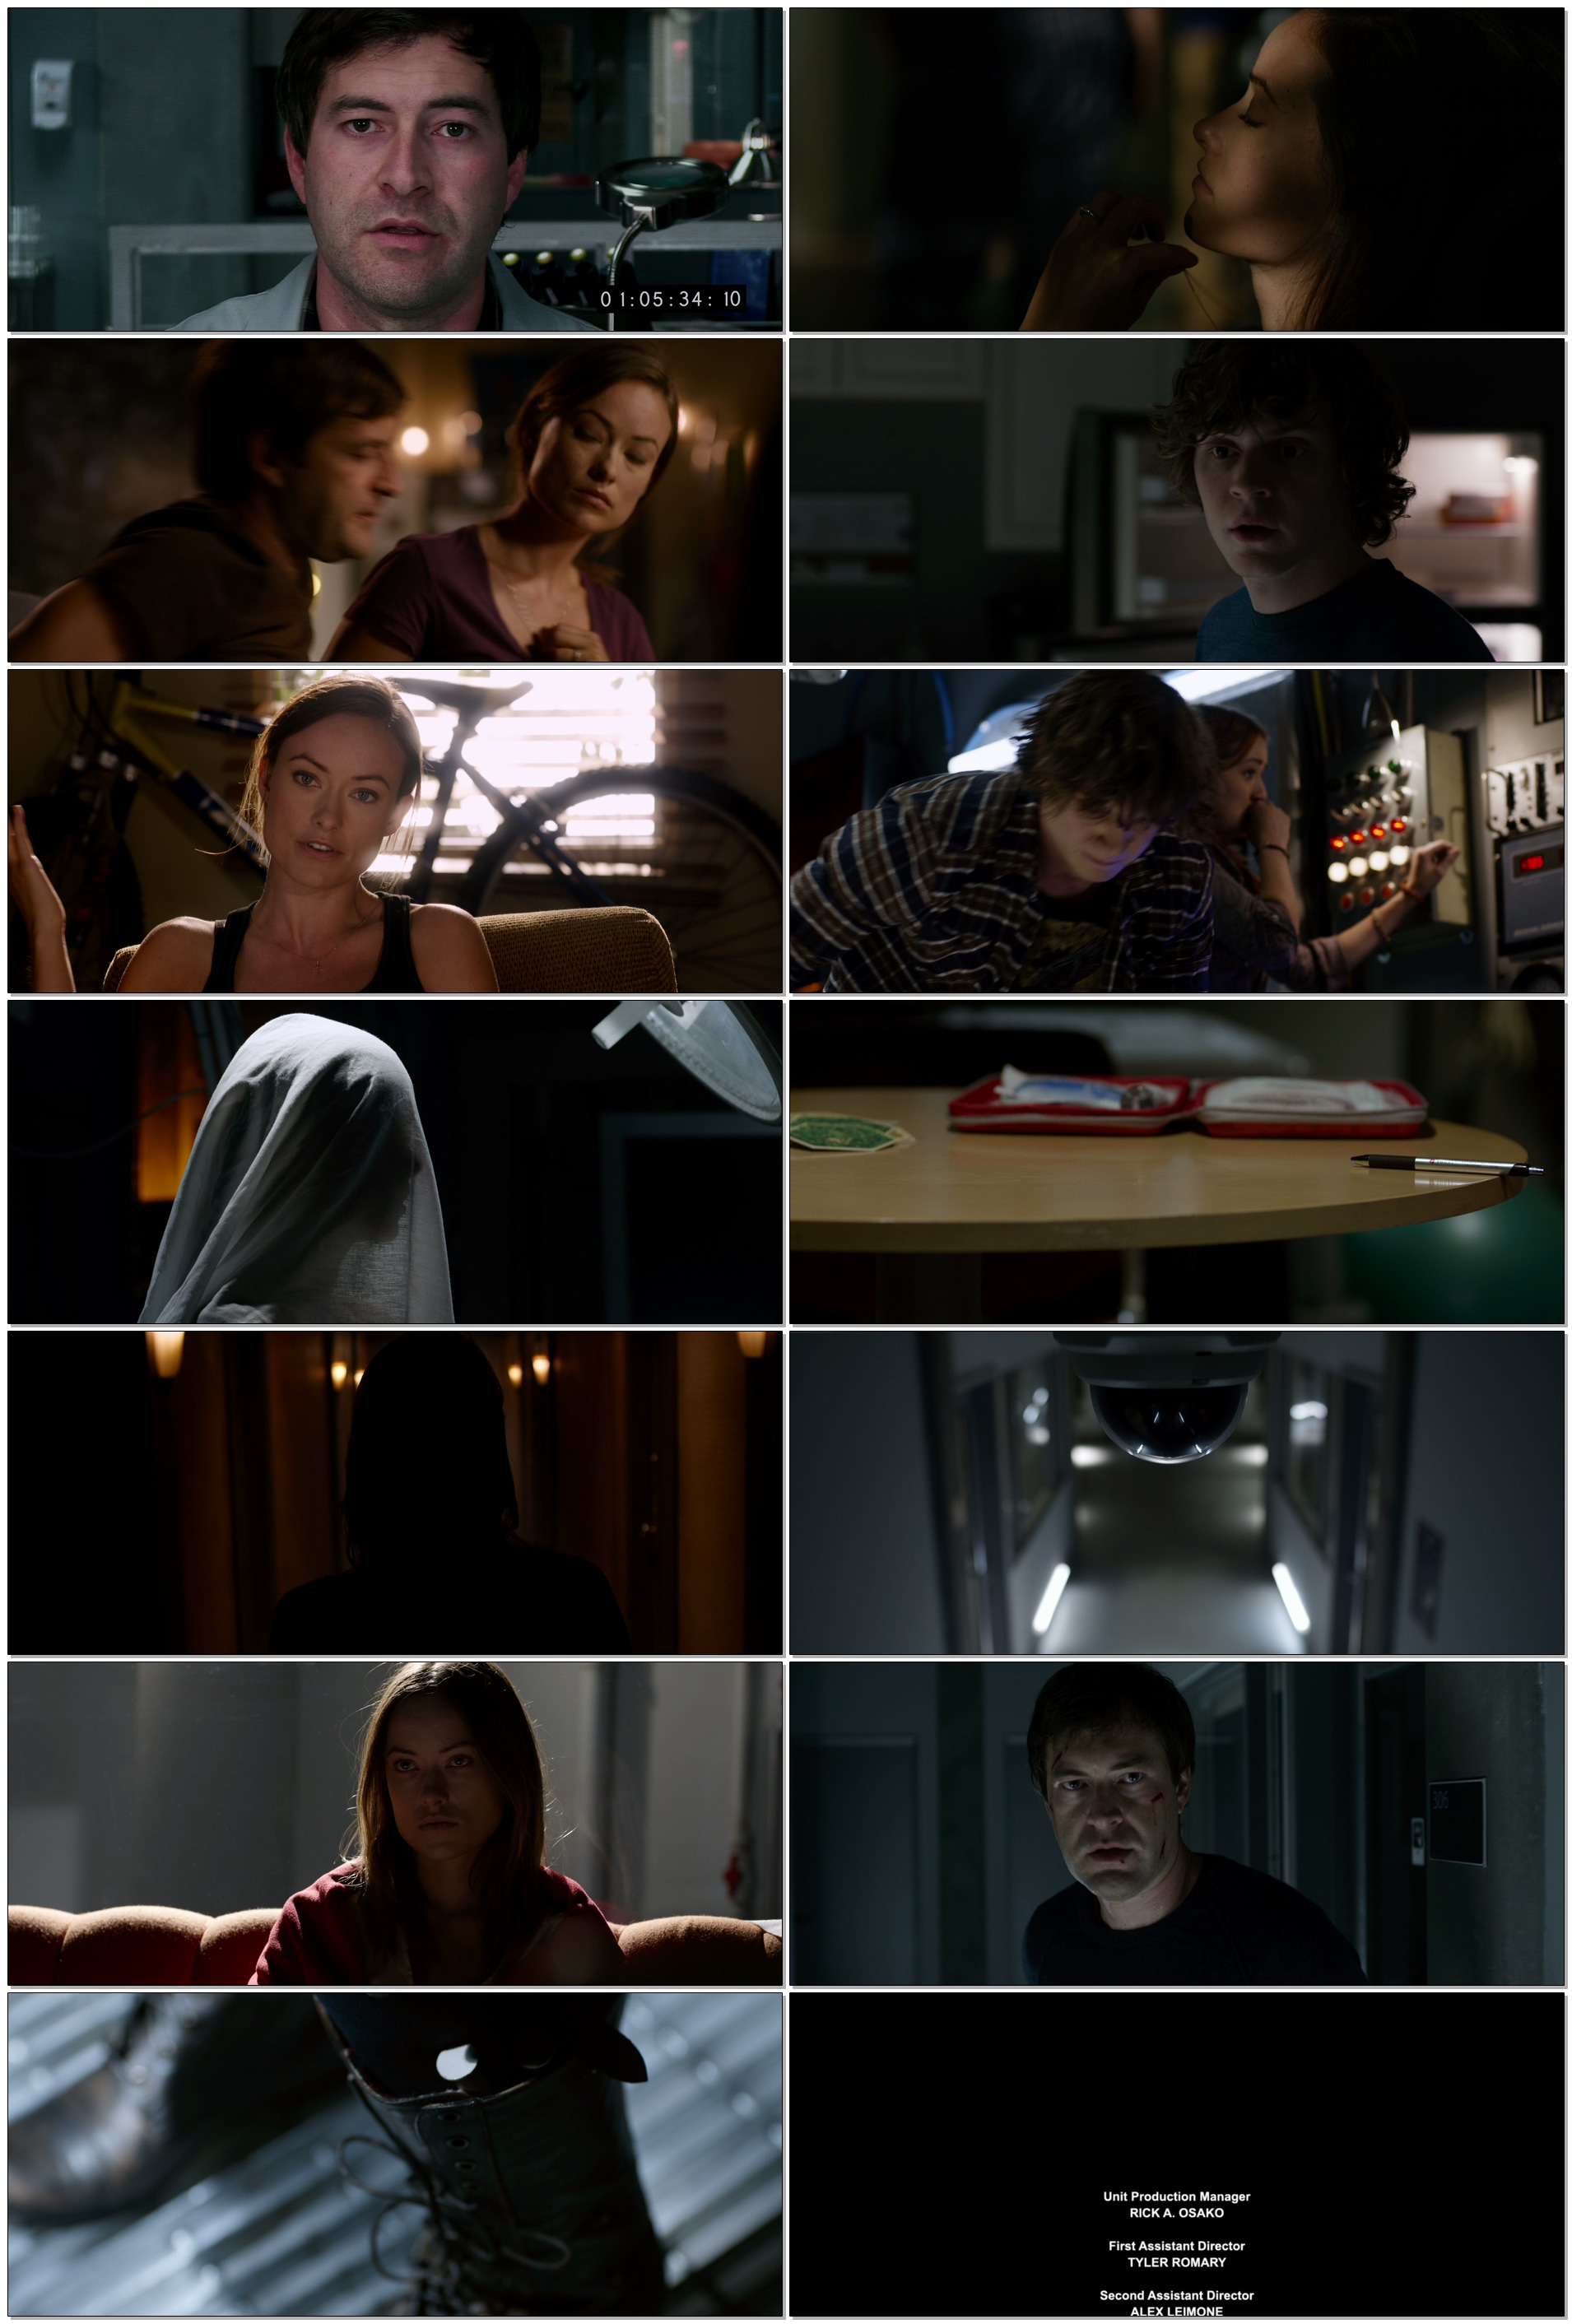 01:05:34:10
306
Unit Production Manager
RICK A. OSAKO
First Assistant Director
TYLER ROMARY
Second Assistant Director
ALEX LEIMONE